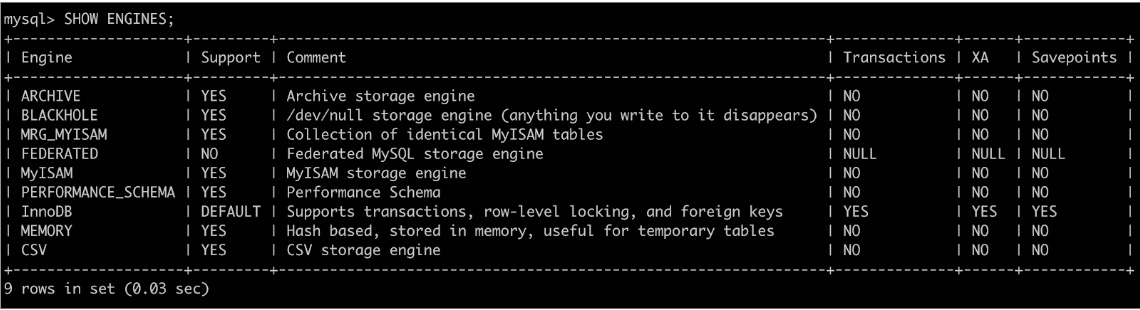 mysql> SHOW ENGINES;
+--------------------+---------+----------------------------------------------------------------+--------------+------+------------+
| Engine             | Support | Comment                                                        | Transactions | XA   | Savepoints |
+--------------------+---------+----------------------------------------------------------------+--------------+------+------------+
| ARCHIVE            | YES     | Archive storage engine                                         | NO           | NO   | NO         |
| BLACKHOLE          | YES     | /dev/null storage engine (anything you write to it disappears) | NO           | NO   | NO         |
| MRG_MYISAM         | YES     | Collection of identical MyISAM tables                          | NO           | NO   | NO         |
| FEDERATED          | NO      | Federated MySQL storage engine                                 | NULL         | NULL | NULL       |
| MyISAM             | YES     | MyISAM storage engine                                          | NO           | NO   | NO         |
| PERFORMANCE_SCHEMA | YES     | Performance Schema                                             | NO           | NO   | NO         |
| InnoDB             | DEFAULT | Supports transactions, row-level locking, and foreign keys     | YES          | YES  | YES        |
| MEMORY             | YES     | Hash based, stored in memory, useful for temporary tables      | NO           | NO   | NO         |
| CSV                | YES     | CSV storage engine                                             | NO           | NO   | NO         |
+--------------------+---------+----------------------------------------------------------------+--------------+------+------------+
9 rows in set (0.03 sec)